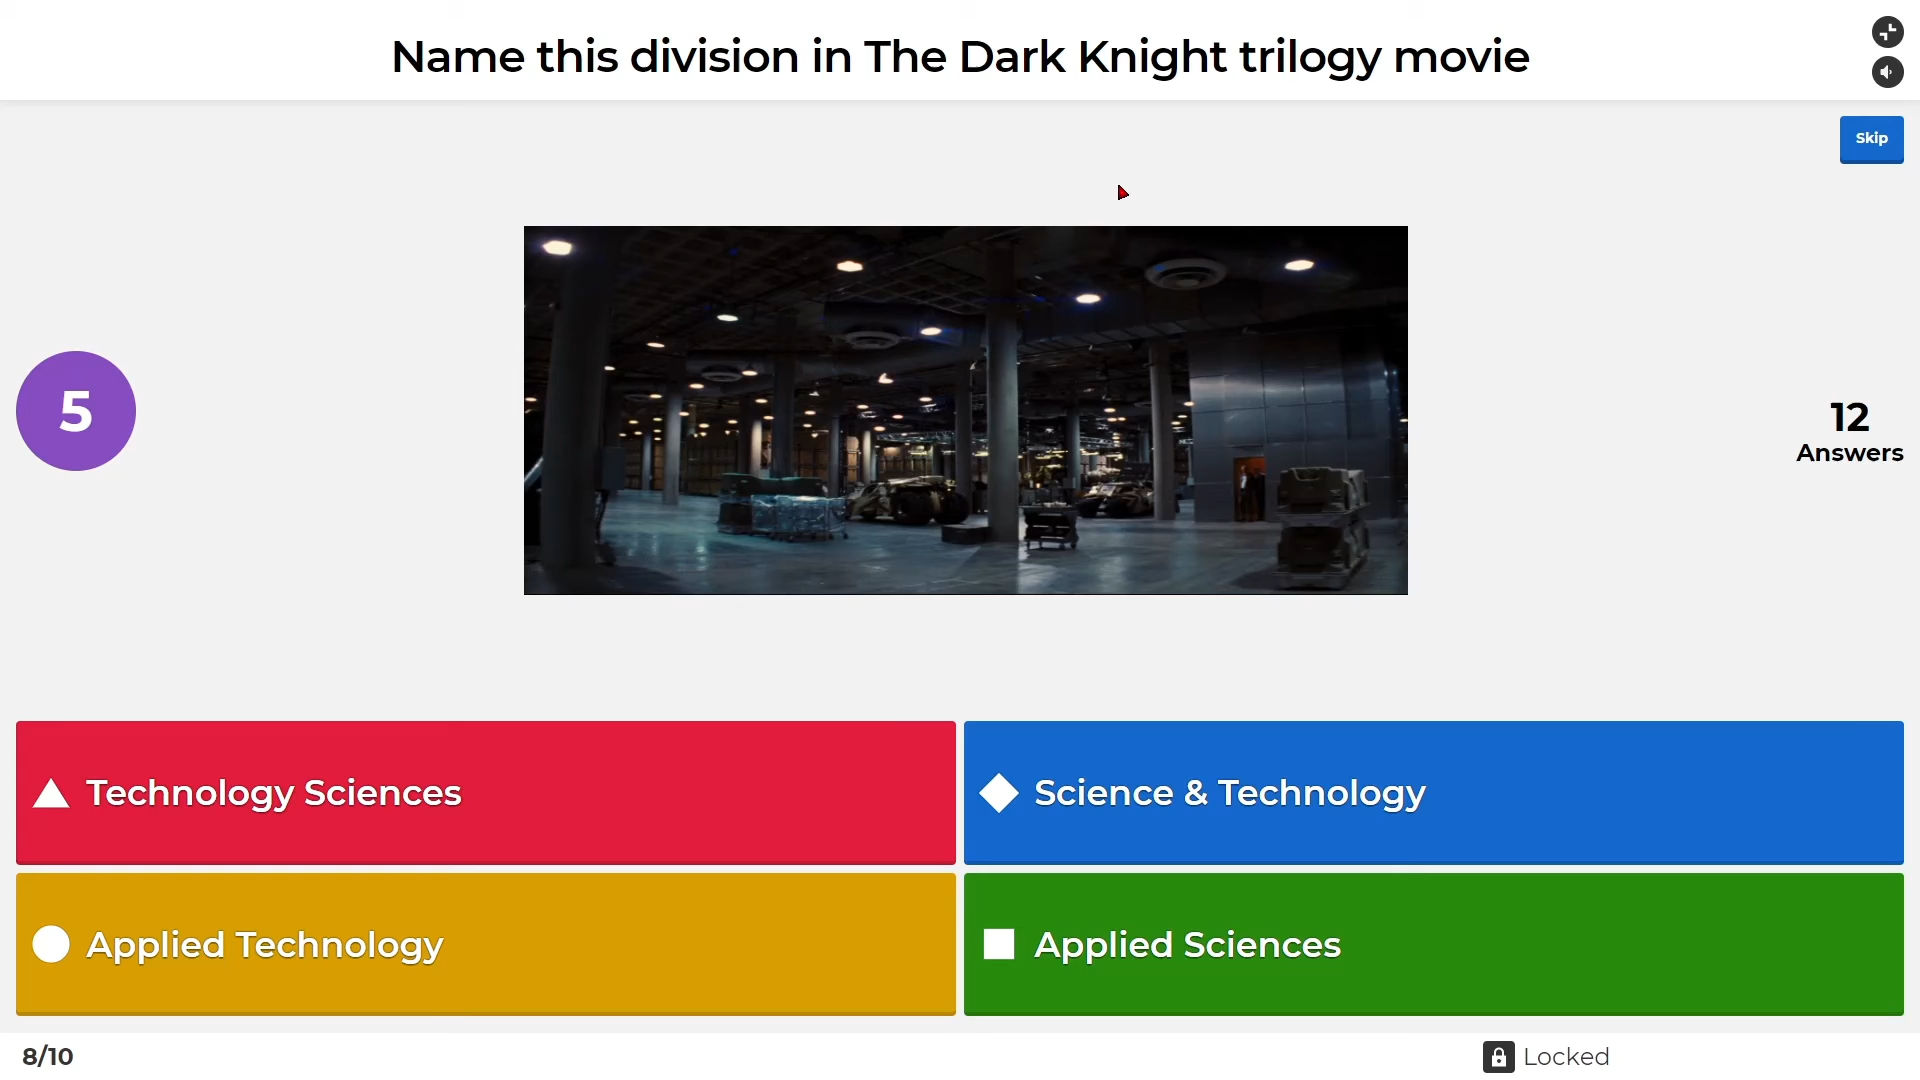 Name this division in The Dark Knight trilogy movie
Skip
5
12
Answers
Technology Sciences
Science & Technology
Applied Technology
Applied Sciences
8/10
Locked